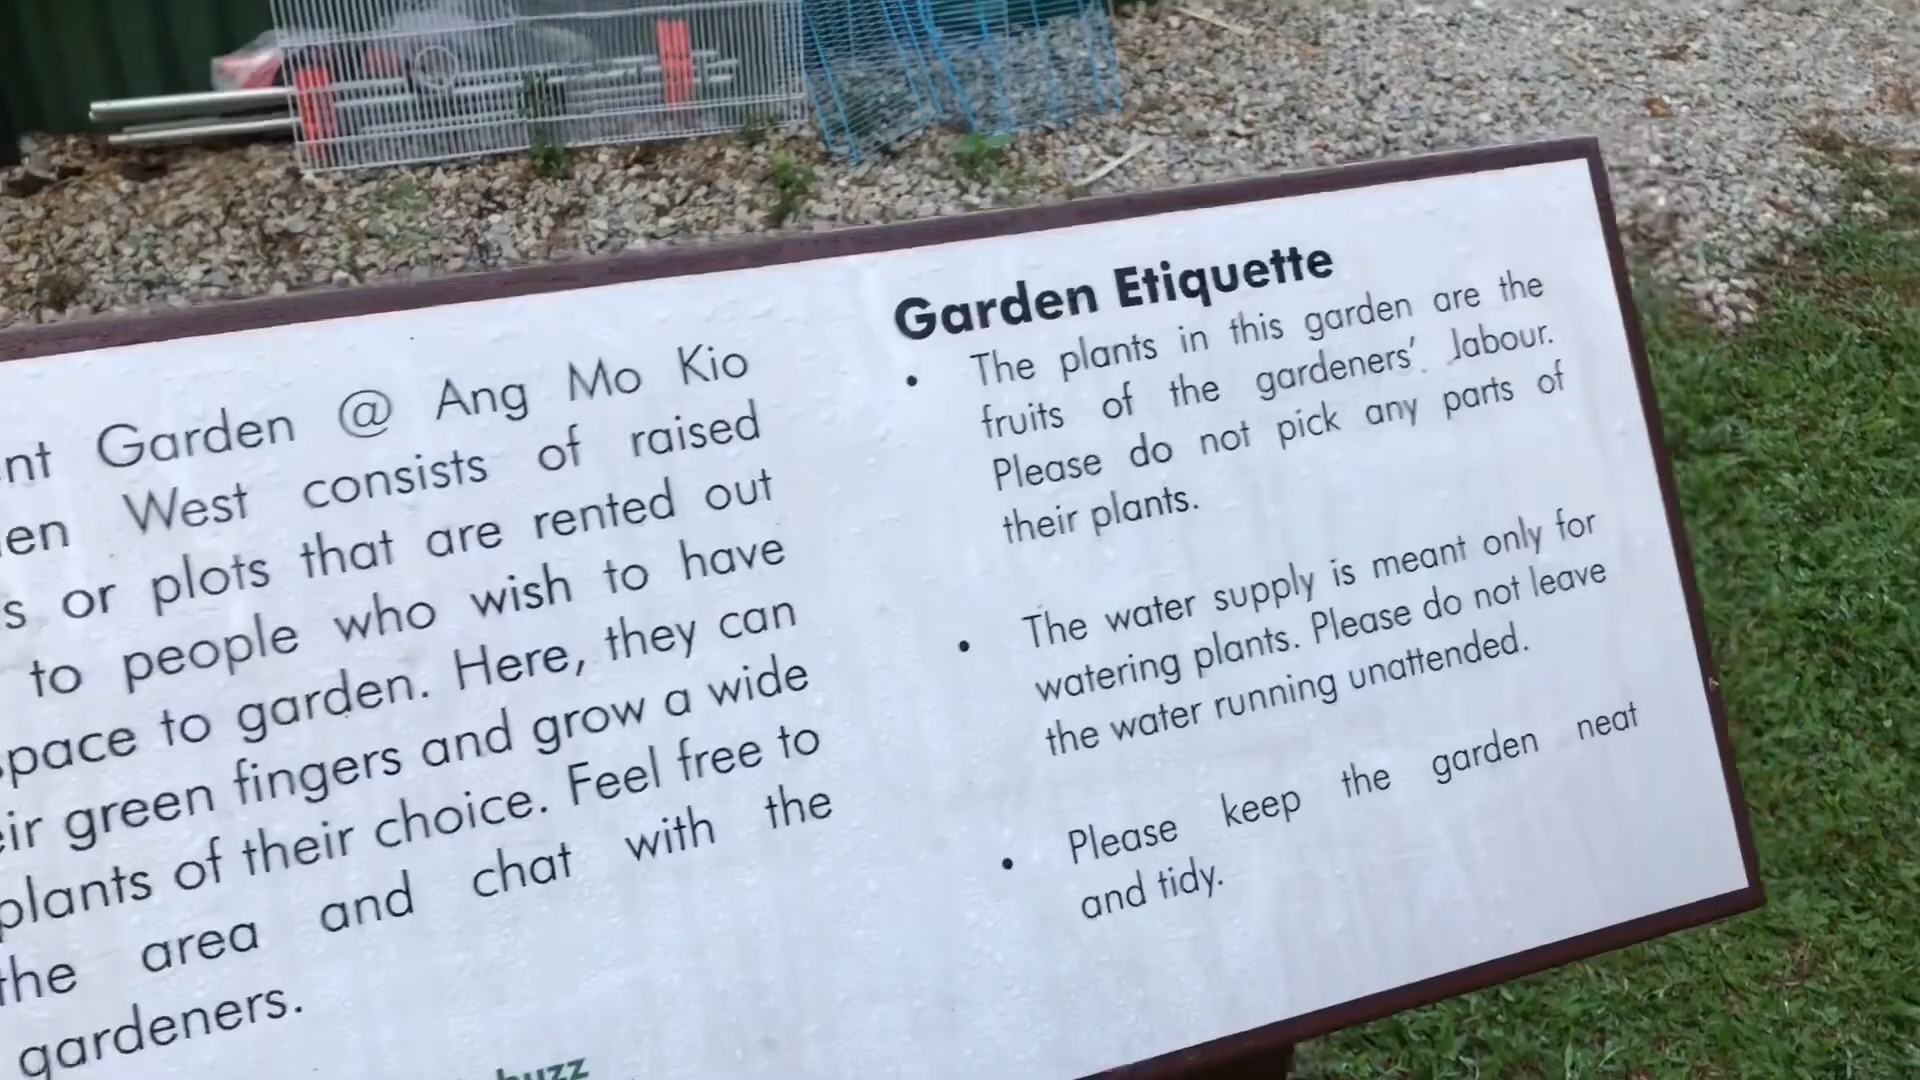 Garden @ Ang Mo Kio
West consists of raised
or plots that are rented out
to people who wish to have
to garden. Here, they can
green fingers and grow a wide
plants of their choice. Feel free to
the area and chat with the
gardeners.
buzz
Garden Etiquette
• The plants in this garden are the
fruits of the gardeners' labour.
Please do not pick any parts of
their plants.
• The water supply is meant only for
watering plants. Please do not leave
the water running unattended.
• Please keep the garden neat
and tidy.